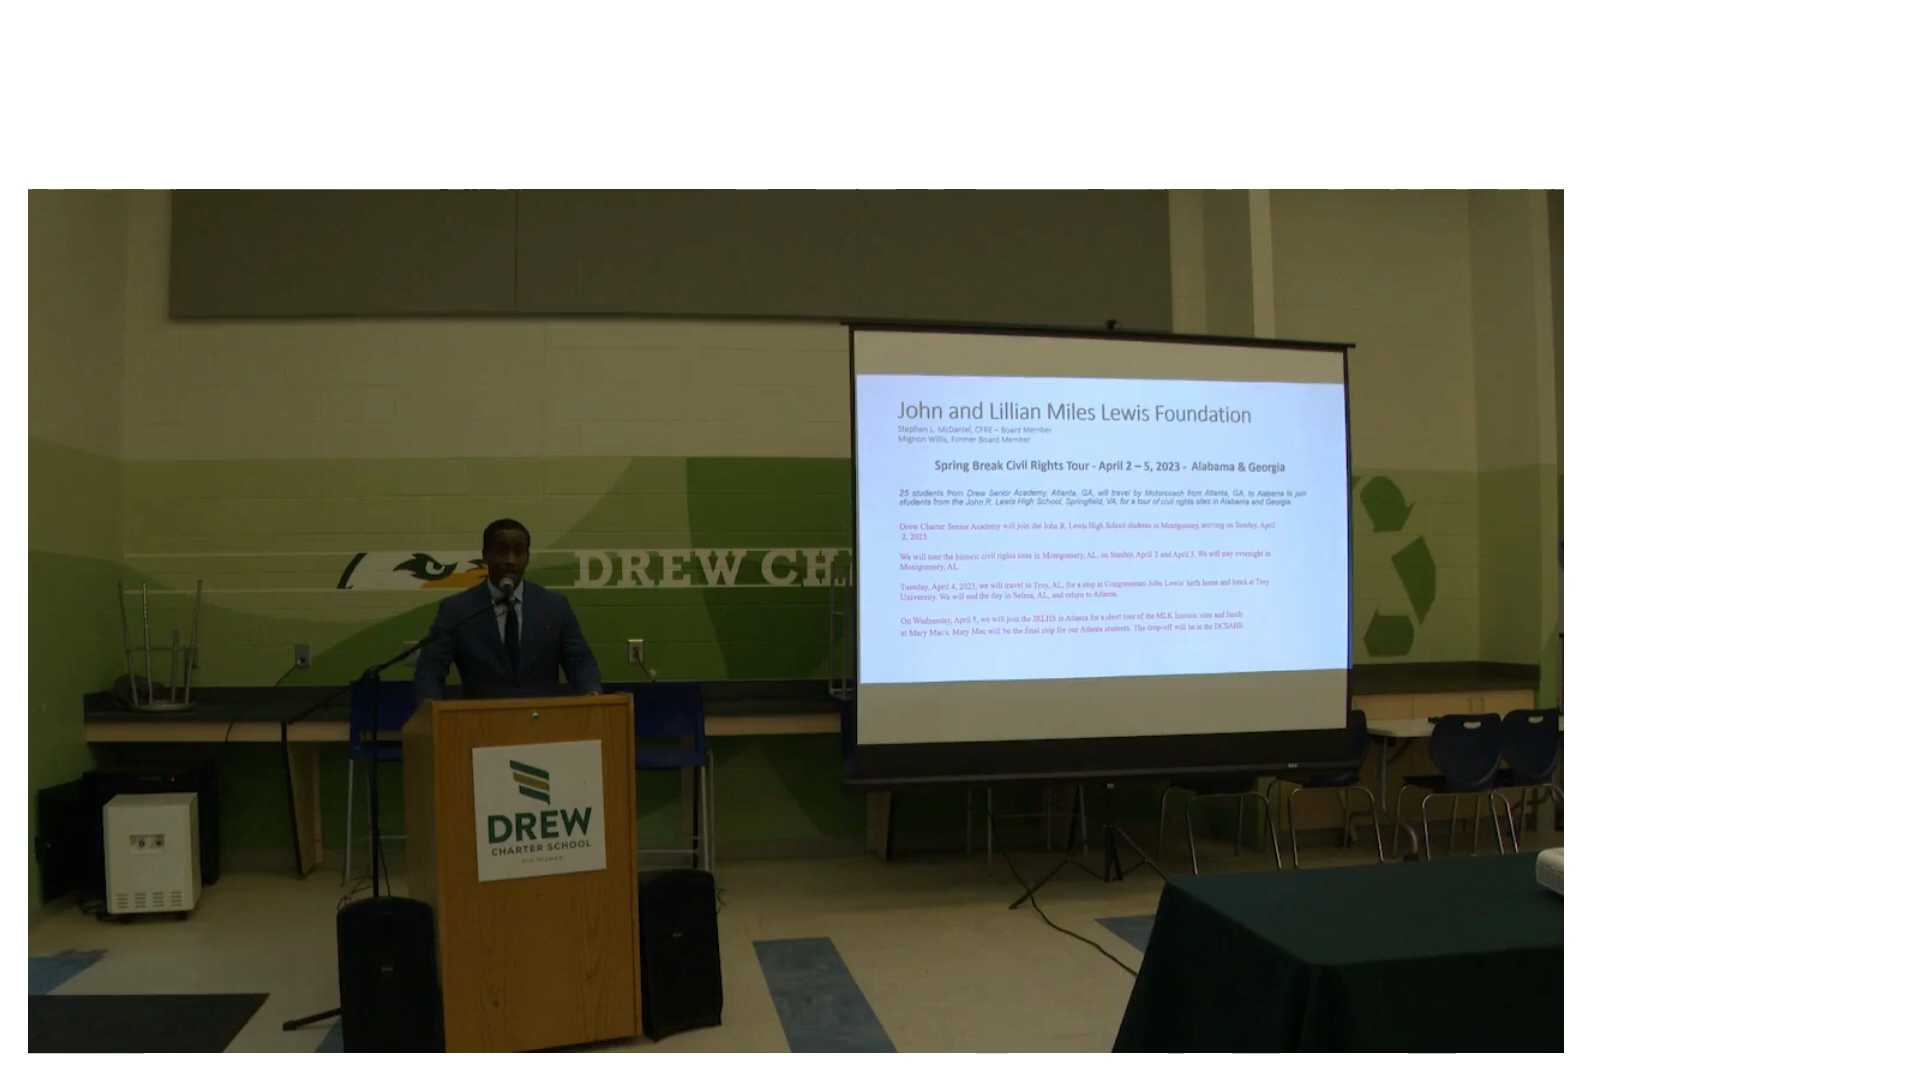 John and Lillian Miles Lewis Foundation
Stephen L. McDaniel, CFRE – Board Member
Mignon Willis, Former Board Member
Spring Break Civil Rights Tour - April 2 – 5, 2023 - Alabama & Georgia
25 students from Drew Senior Academy, Atlanta, GA, will travel by Motorcoach from Atlanta, GA, to Alabama to join
students from the John R. Lewis High School, Springfield, VA, for a tour of civil rights sites in Alabama and Georgia.
Drew Charter Senior Academy will join the John R. Lewis High School students in Montgomery, arriving on Sunday, April
2, 2023.
We will tour the historic civil rights sites in Montgomery, AL, on Sunday, April 2 and April 3. We will stay overnight in
Montgomery, AL.
Tuesday, April 4, 2023, we will travel to Troy, AL, for a stop at Congressman John Lewis' birth home and lunch at Troy
University. We will end the day in Selma, AL, and return to Atlanta.
On Wednesday, April 5, we will join the JRLHS in Atlanta for a short tour of the MLK historic sites and lunch
at Mary Mac's. Mary Mac will be the final stop for our Atlanta students. The drop-off will be at the DCSAHS.
DREW CH
DREW
CHARTER SCHOOL